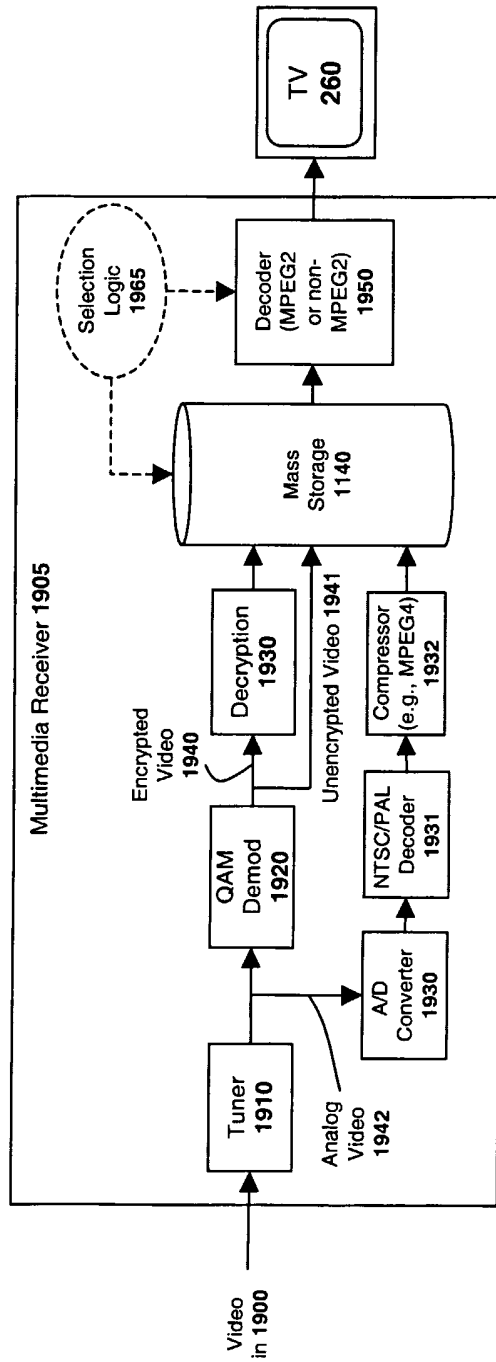 Multimedia Receiver 1905
Video
in 1900
Tuner
1910
Analog
Video
1942
QAM
Demod
1920
A/D
Converter
1930
Encrypted
Video
1940
Decryption
1930
Unencrypted Video 1941
NTSC/PAL
Decoder
1931
Compressor
(e.g., MPEG4)
1932
Mass
Storage
1140
Selection
Logic
1965
Decoder
(MPEG2
or non-
MPEG2)
1950
TV
260